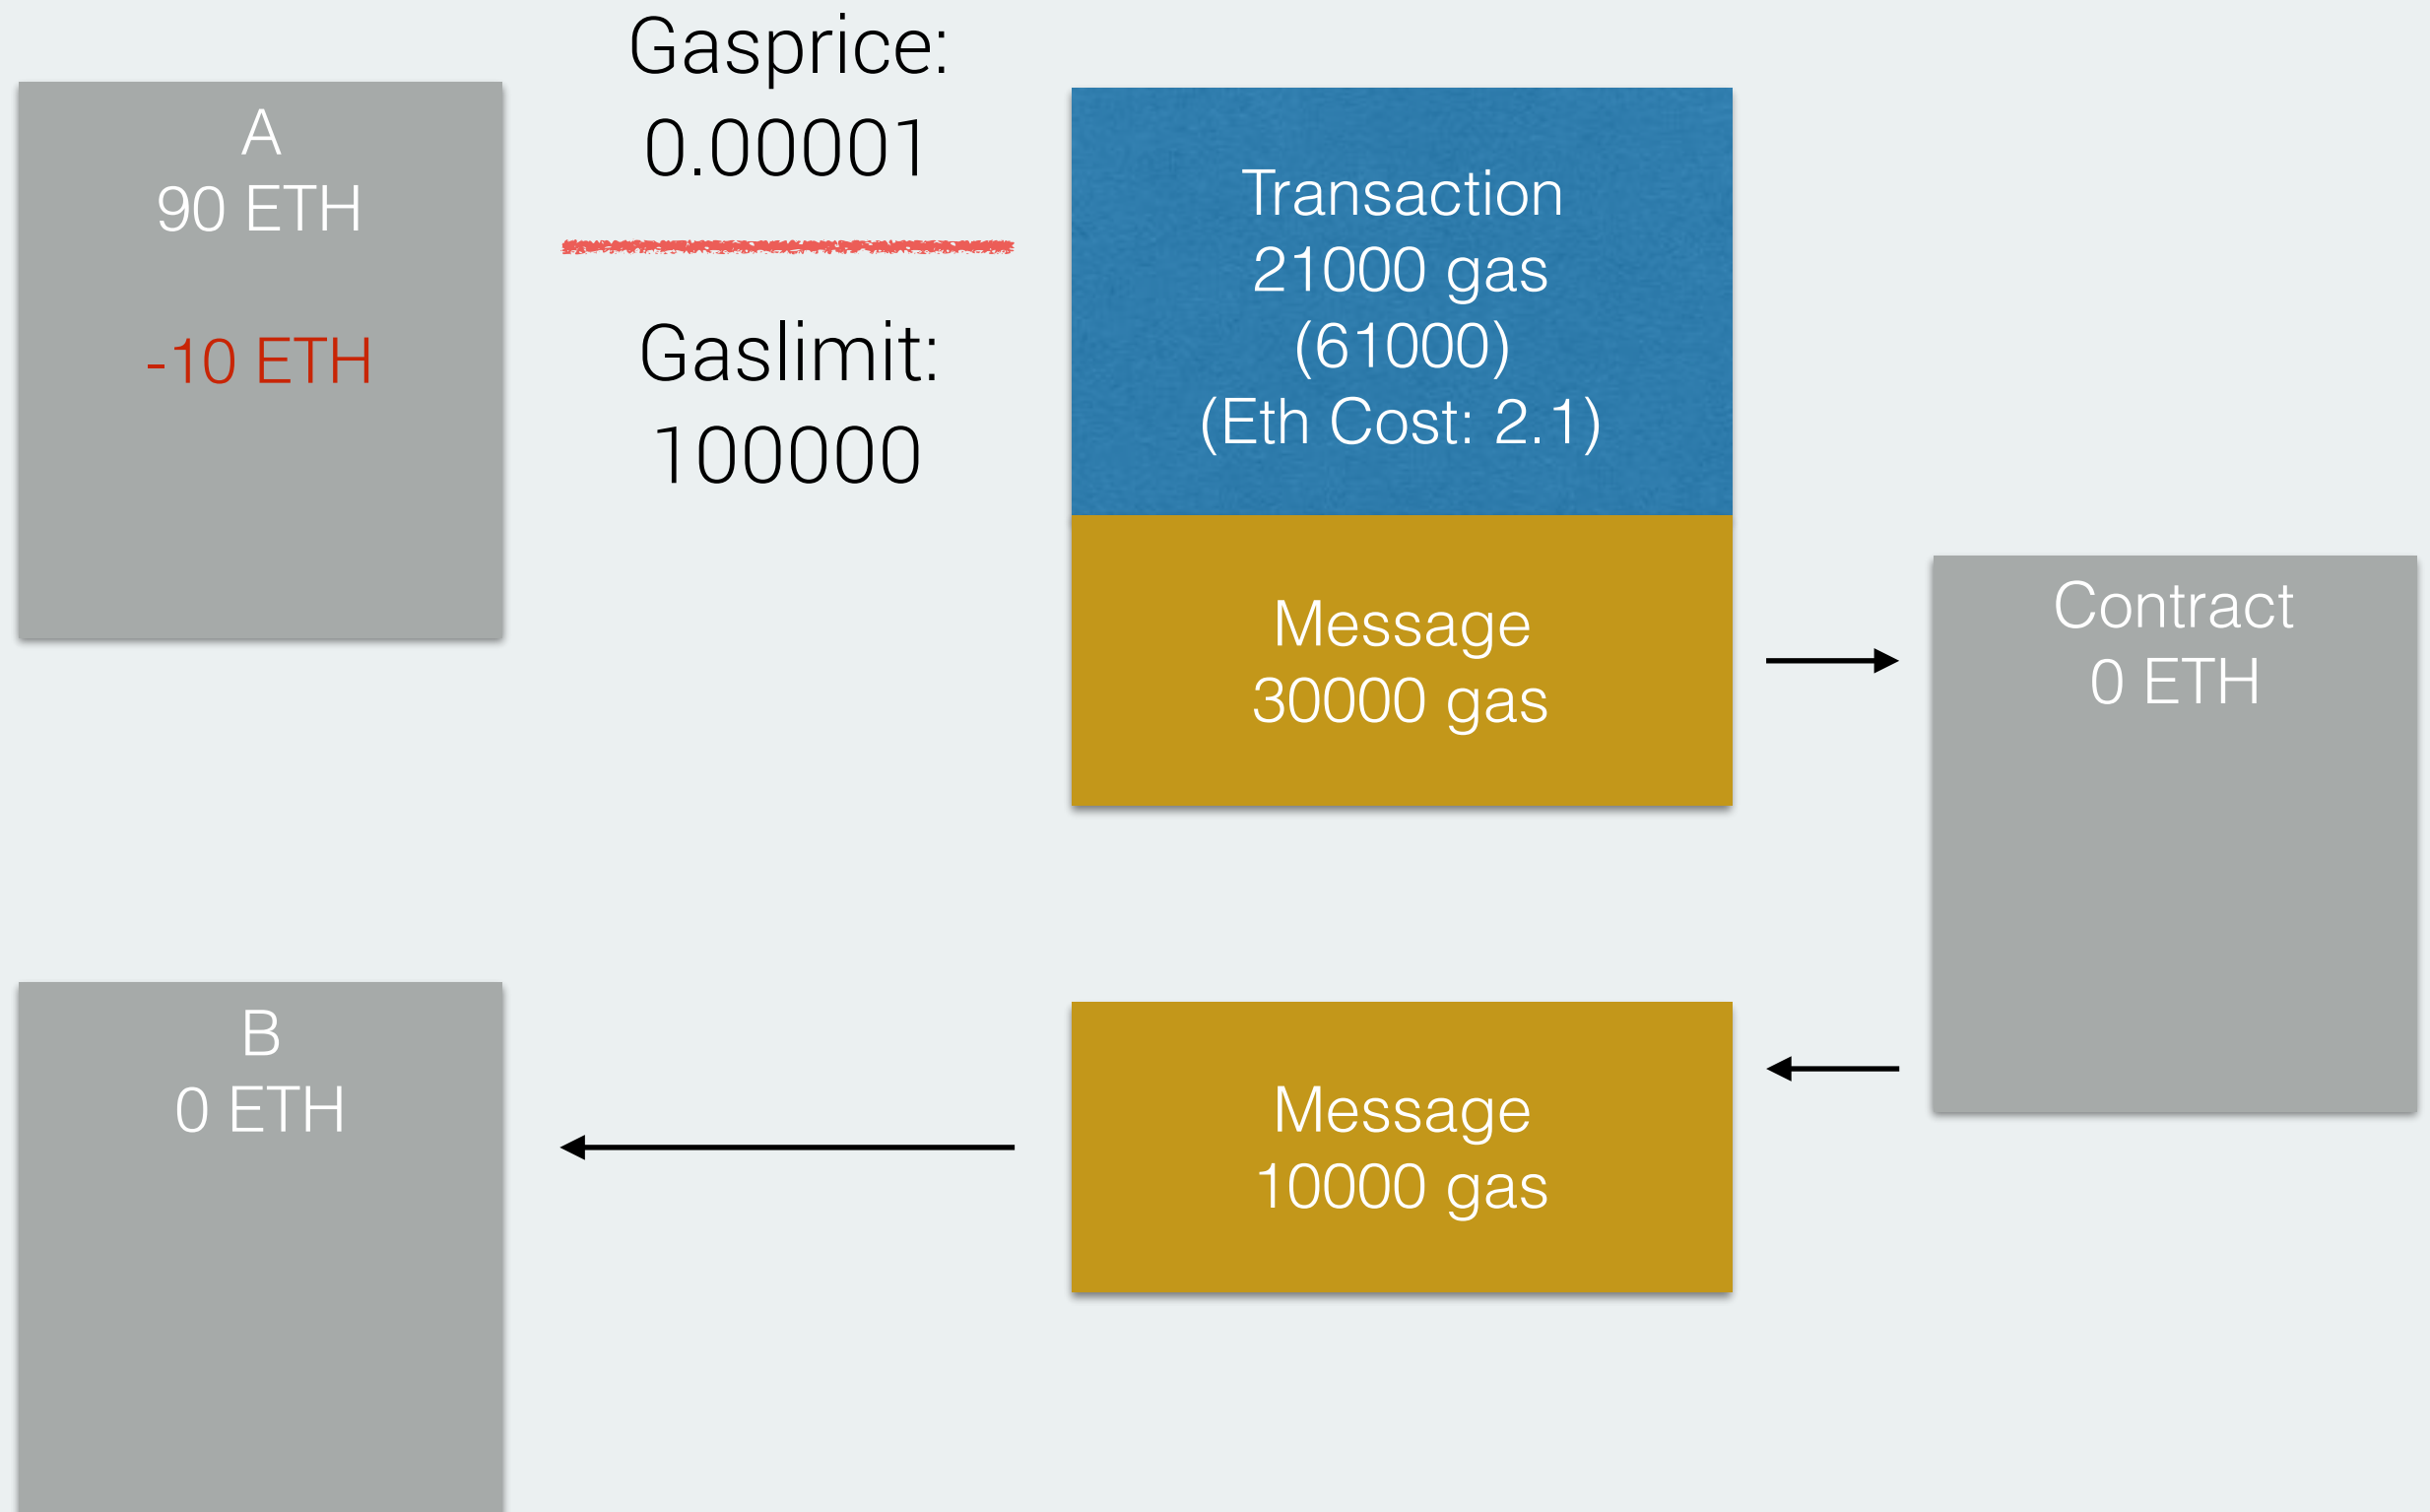 A
90 ETH
-10 ETH
Gasprice:
0.00001
Gaslimit:
100000
Transaction
21000 gas
(61000)
(Eth Cost: 2.1)
Message
30000 gas
Contract
0 ETH
B
0 ETH
Message
10000 gas